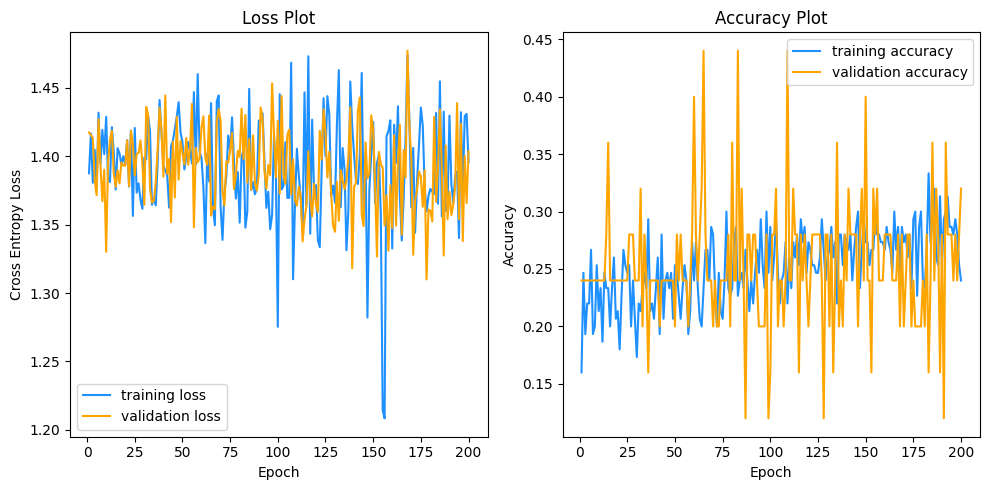 Loss Plot
Cross Entropy Loss
1.45
1.40
1.35
1.30
1.25
1.20
training loss
validation loss
0 25 50 75 100 125 150 175 200
Epoch
Accuracy Plot
Accuracy
0.45
0.40
0.35
0.30
0.25
0.20
0.15
training accuracy
validation accuracy
0 25 50 75 100 125 150 175 200
Epoch